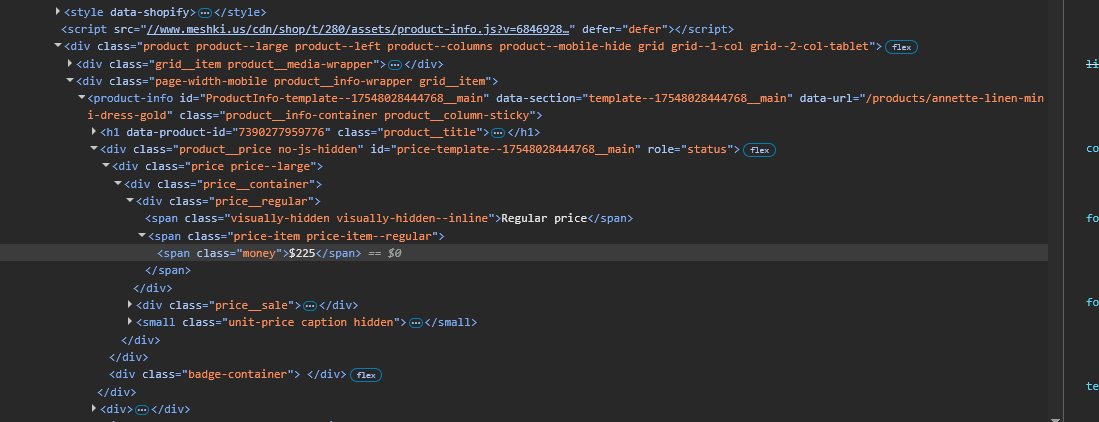 <style data-shopify>…</style>
<script src="//www.meshki.us/cdn/shop/t/280/assets/product-info.js?v=6846928…" defer="defer"></script>
<div class="product product--large product--left product--columns product--mobile-hide grid grid--1-col grid--2-col-tablet"> flex
<div class="grid__item product__media-wrapper">…</div>
<div class="page-width-mobile product__info-wrapper grid__item">
<product-info id="ProductInfo-template--17548028444768__main" data-section="template--17548028444768__main" data-url="/products/annette-linen-min
i-dress-gold" class="product__info-container product__column-sticky">
<h1 data-product-id="7390277959776" class="product__title">…</h1>
<div class="product__price no-js-hidden" id="price-template--17548028444768__main" role="status"> flex
<div class="price price--large">
<div class="price__container">
<div class="price__regular">
<span class="visually-hidden visually-hidden--inline">Regular price</span>
<span class="price-item price-item--regular">
<span class="money">$225</span> == $0
</span>
</div>
<div class="price__sale">…</div>
<small class="unit-price caption hidden">…</small>
</div>
</div>
<div class="badge-container"> </div> flex
</div>
<div>…</div>
li
co
fo
fo
te